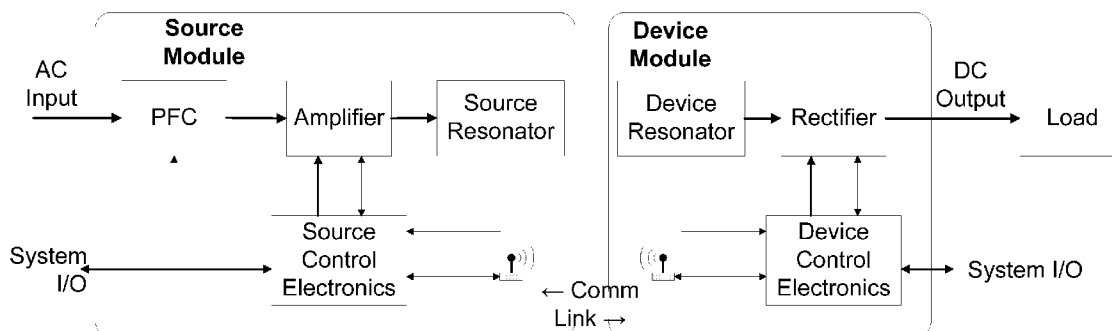 Source
Module
Device
Module
AC
Input
PFC
Amplifier
Source
Resonator
Device
Resonator
Rectifier
DC
Output
Load
System
I/O
Source
Control
Electronics
← Comm
Link →
Device
Control
Electronics
System I/O